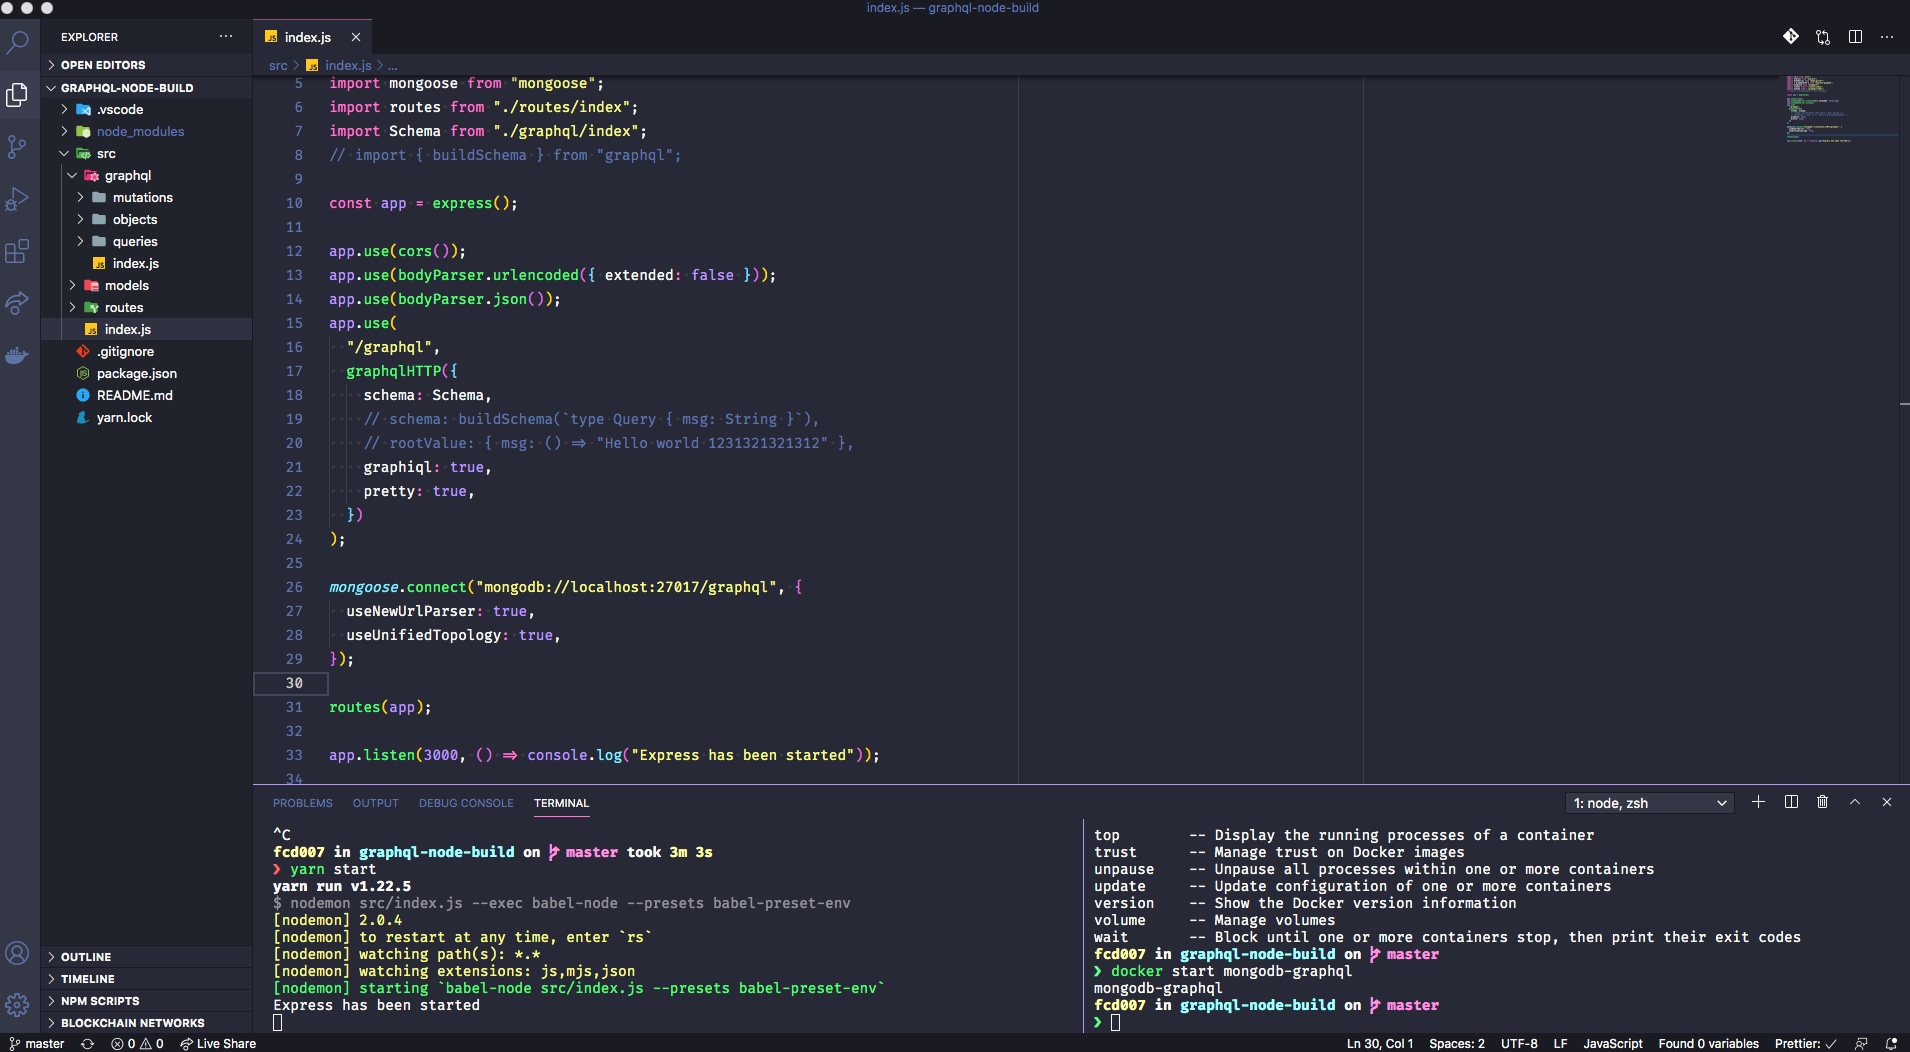 index.js — graphql-node-build
EXPLORER
OPEN EDITORS
GRAPHQL-NODE-BUILD
.vscode
node_modules
src
graphql
mutations
objects
queries
index.js
models
routes
index.js
.gitignore
package.json
README.md
yarn.lock
OUTLINE
TIMELINE
NPM SCRIPTS
BLOCKCHAIN NETWORKS
JS index.js
src > JS index.js > ...
5 import mongoose from "mongoose";
6 import routes from "./routes/index";
7 import Schema from "./graphql/index";
8 // import { buildSchema } from "graphql";
9
10 const app = express();
11
12 app.use(cors());
13 app.use(bodyParser.urlencoded({ extended: false }));
14 app.use(bodyParser.json());
15 app.use(
16 "/graphql",
17 graphqlHTTP({
18 schema: Schema,
19 // schema: buildSchema(`type Query { msg: String }`),
20 // rootValue: { msg: () => "Hello world 1231321321312" },
21 graphiql: true,
22 pretty: true,
23 })
24 );
25
26 mongoose.connect("mongodb://localhost:27017/graphql", {
27 useNewUrlParser: true,
28 useUnifiedTopology: true,
29 });
30
31 routes(app);
32
33 app.listen(3000, () => console.log("Express has been started"));
34
PROBLEMS OUTPUT DEBUG CONSOLE TERMINAL
1: node, zsh
^C
fcd007 in graphql-node-build on master took 3m 3s
❯ yarn start
yarn run v1.22.5
$ nodemon src/index.js --exec babel-node --presets babel-preset-env
[nodemon] 2.0.4
[nodemon] to restart at any time, enter `rs`
[nodemon] watching path(s): *.*
[nodemon] watching extensions: js,mjs,json
[nodemon] starting `babel-node src/index.js --presets babel-preset-env`
Express has been started
top -- Display the running processes of a container
trust -- Manage trust on Docker images
unpause -- Unpause all processes within one or more containers
update -- Update configuration of one or more containers
version -- Show the Docker version information
volume -- Manage volumes
wait -- Block until one or more containers stop, then print their exit codes
fcd007 in graphql-node-build on master
❯ docker start mongodb-graphql
mongodb-graphql
fcd007 in graphql-node-build on master
❯
master 0 0 Live Share Ln 30, Col 1 Spaces: 2 UTF-8 LF JavaScript Found 0 variables Prettier: ✓